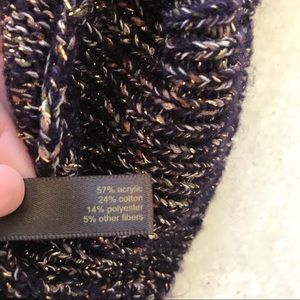 57% acrylic
24% cotton
14% polyester
5% other fibers